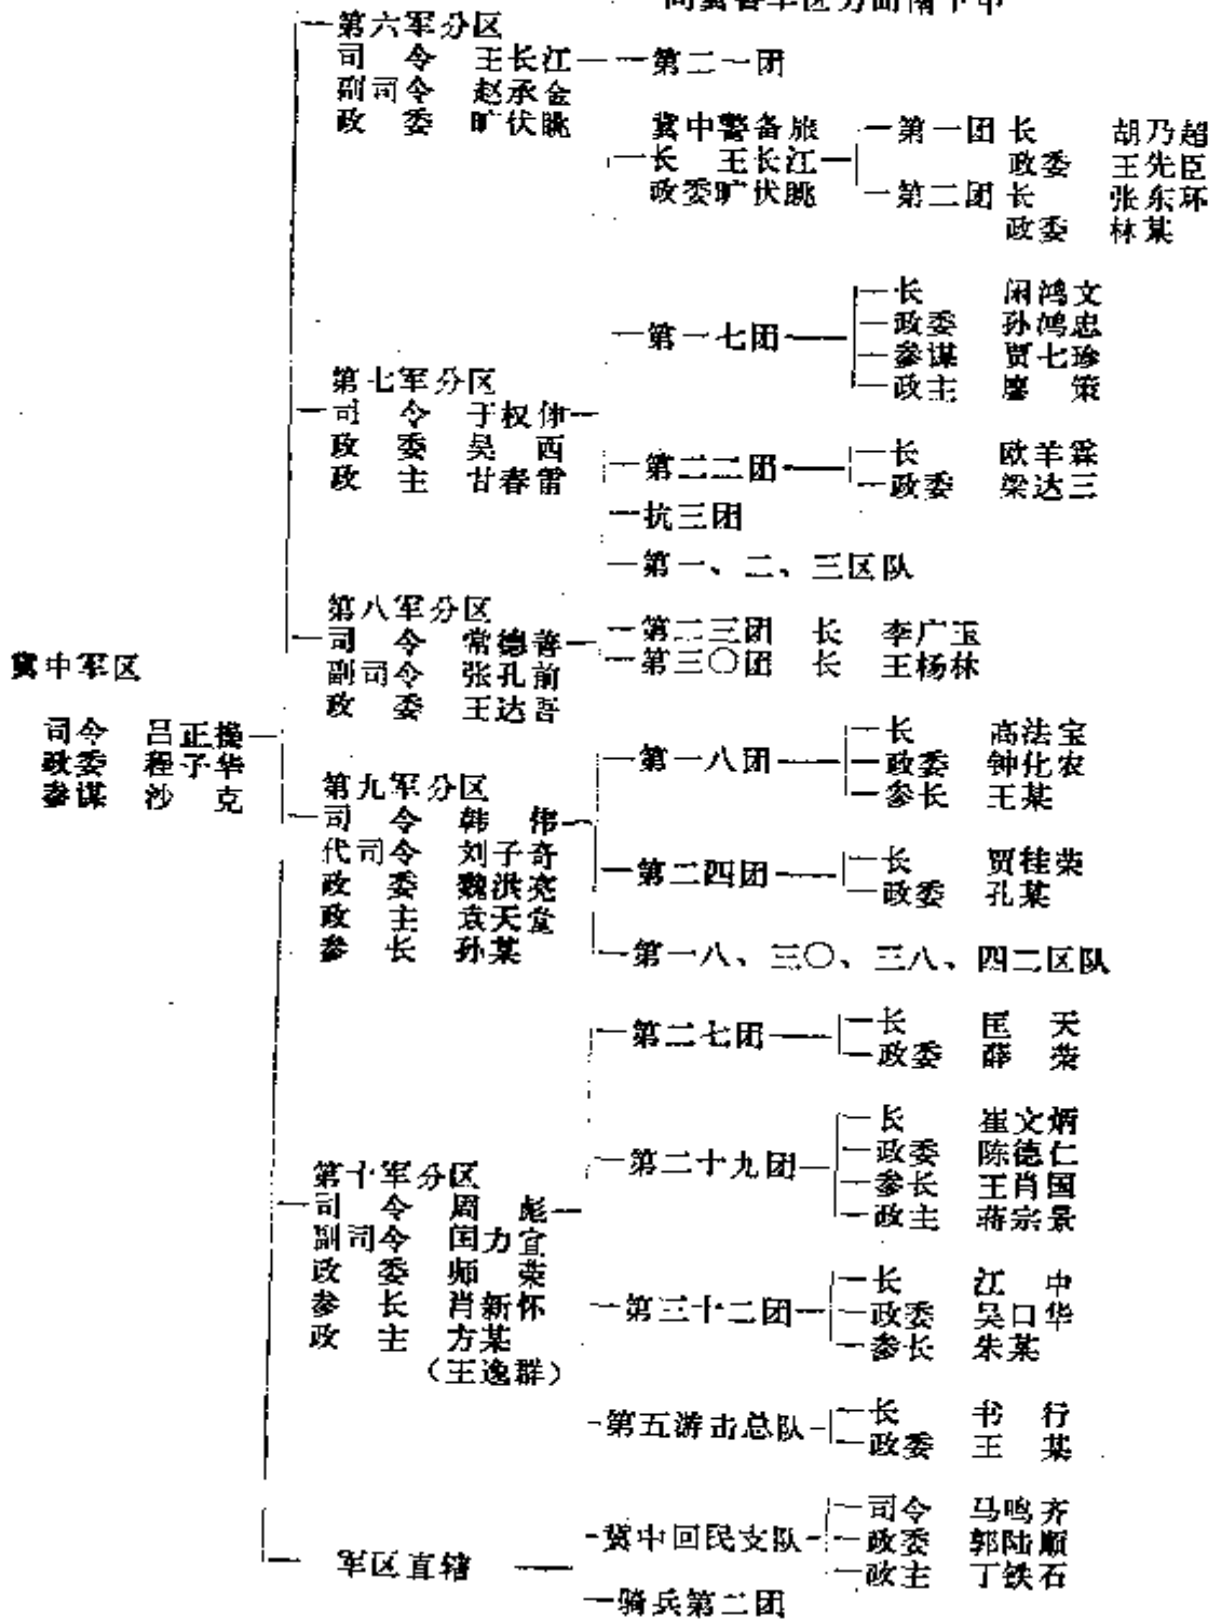 第六军分区
司令 王长江
副司令 赵承金
政委 旷伏眺
第二一团
冀中警备旅
长 王长江
政委 旷伏眺
第一团 长 胡乃超
政委 王先臣
第二团 长 张东环
政委 林某
第七军分区
司令 于权伸
政委 吴西
政主 甘春雷
第一七团
长 闲鸿文
政委 孙鸿忠
参谋 贾七珍
政主 廖策
第二二团
长 欧羊霖
政委 梁达三
抗三团
第一、二、三区队
第八军分区
司令 常德善
副司令 张孔前
政委 王达吾
第二三团 长 李广玉
第三〇团 长 王杨林
冀中军区
司令 吕正操
政委 程子华
参谋 沙克
第九军分区
司令 韩伟
代司令 刘子奇
政委 魏洪亮
政主 袁天堂
参长 孙某
第一八团
长 高法宝
政委 钟化农
参长 王某
第二四团
长 贾桂荣
政委 孔某
第一八、三〇、三八、四二区队
第十军分区
司令 周彪
副司令 国力宜
政委 师荣
参长 肖新怀
政主 方某
(王逸群)
第二七团
长 匡天
政委 薛荣
第二十九团
长 崔文炳
政委 陈德仁
参长 王肖国
政主 蒋宗景
第三十二团
长 江中
政委 吴口华
参长 朱某
第五游击总队
长 书行
政委 王某
军区直辖
冀中回民支队
司令 马鸣齐
政委 郭陆顺
政主 丁铁石
骑兵第二团